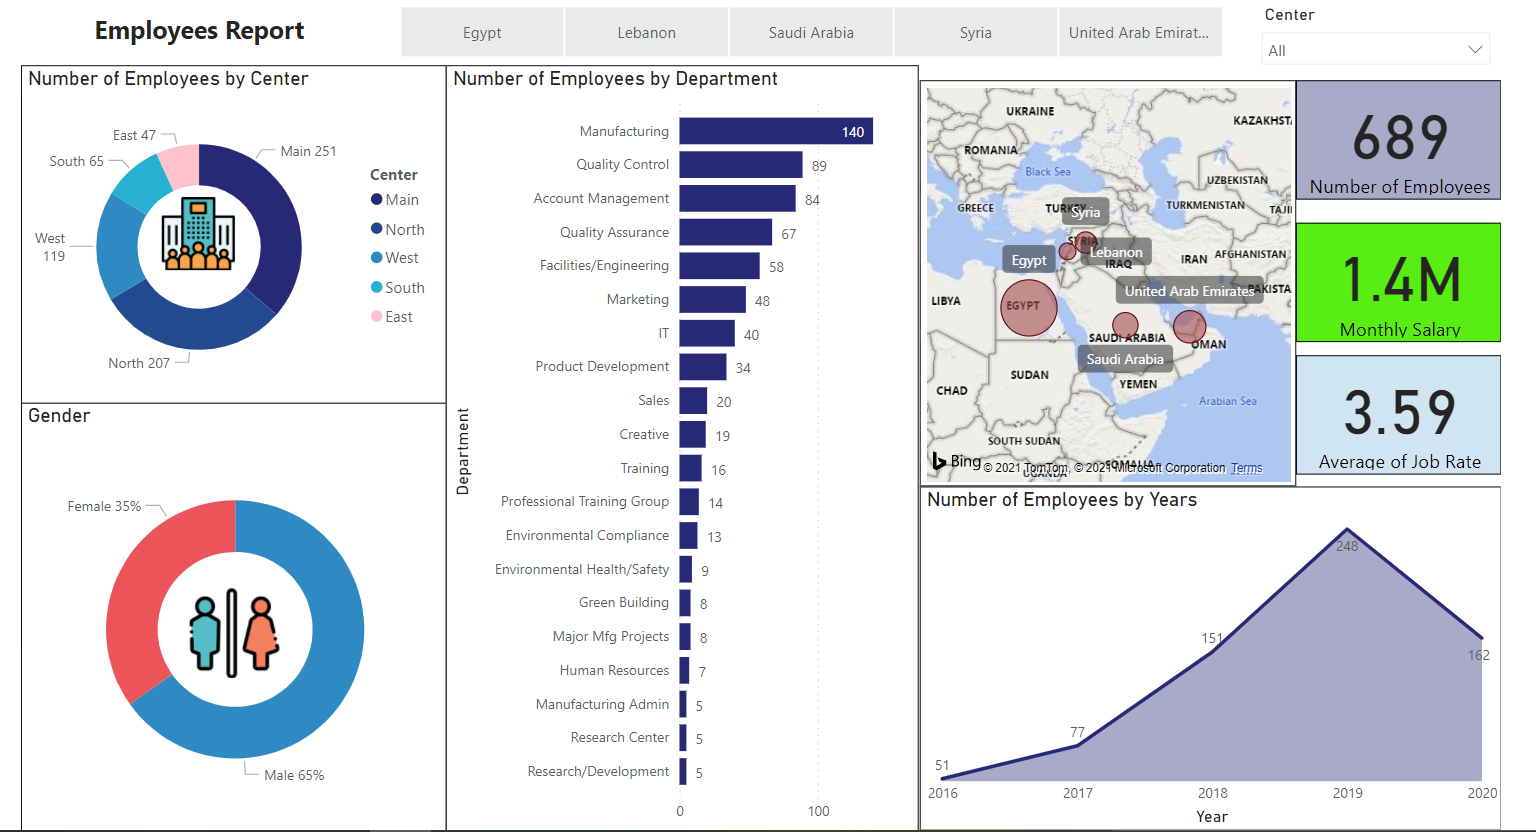 Employees Report
Egypt
Lebanon
Saudi Arabia
Syria
United Arab Emirat...
Center
All
Number of Employees by Center
East 47
South 65
Main 251
West
119
North 207
Center
Main
North
West
South
East
Gender
Female 35%
Male 65%
Number of Employees by Department
Department
Manufacturing 140
Quality Control 89
Account Management 84
Quality Assurance 67
Facilities/Engineering 58
Marketing 48
IT 40
Product Development 34
Sales 20
Creative 19
Training 16
Professional Training Group 14
Environmental Compliance 13
Environmental Health/Safety 9
Green Building 8
Major Mfg Projects 8
Human Resources 7
Manufacturing Admin 5
Research Center 5
Research/Development 5
0 100
UKRAINE
KAZAKHST
ROMANIA
Black Sea
UZBEKISTAN
GREECE
TURKEY
TURKMENISTAN
TAJI
Syria
SYRIA
Lebanon
Egypt
IRAQ
IRAN
AFGHANISTAN
United Arab Emirates
PAKISTA
LIBYA
EGYPT
SAUDI ARABIA
OMAN
Saudi Arabia
SUDAN
YEMEN
CHAD
Arabian Sea
SOUTH SUDAN
SOMALIA
UGANDA
Bing
© 2021 TomTom, © 2021 Microsoft Corporation Terms
689
Number of Employees
1.4M
Monthly Salary
3.59
Average of Job Rate
Number of Employees by Years
248
151
162
77
51
2016 2017 2018 2019 2020
Year